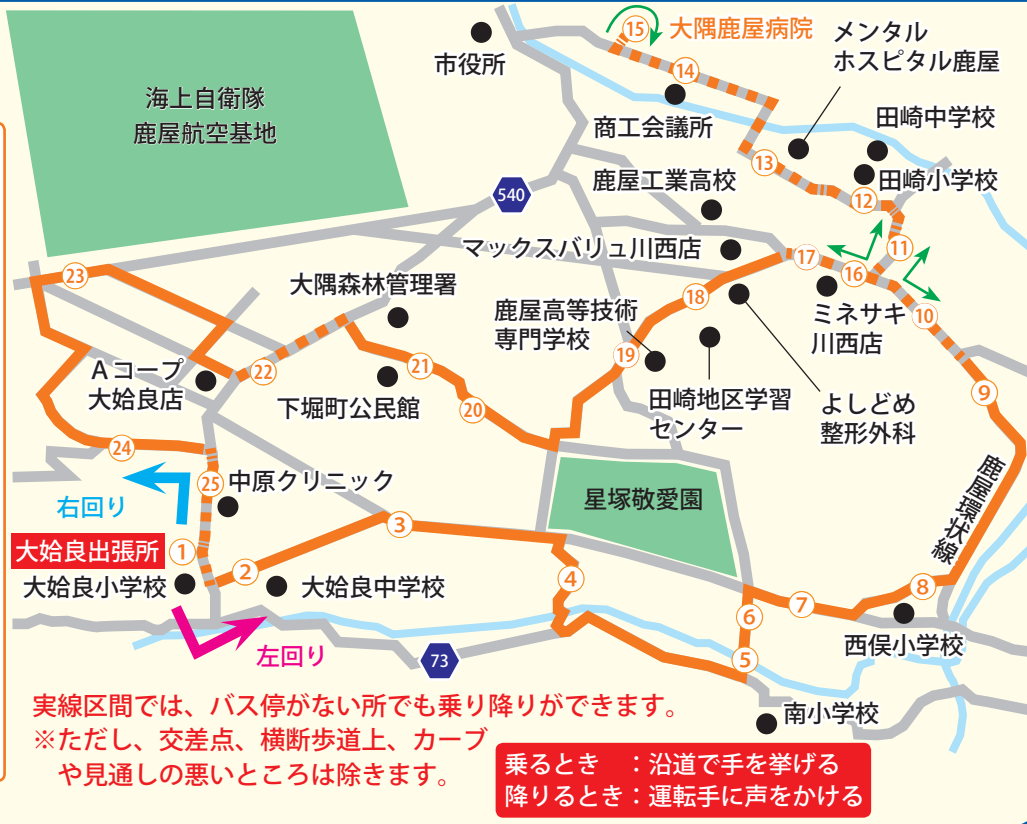 15
大隅鹿屋病院
メンタル
ホスピタル鹿屋
市役所
14
海上自衛隊
鹿屋航空基地
商工会議所
田崎中学校
13
鹿屋工業高校
田崎小学校
540
12
マックスバリュ川西店
11
17
16
23
大隅森林管理署
18
ミネサキ
川西店
10
鹿屋高等技術
専門学校
19
Aコープ
大姶良店
22
21
下堀町公民館
20
田崎地区学習
センター
よしどめ
整形外科
9
24
鹿屋環状線
25
中原クリニック
右回り
星塚敬愛園
3
大姶良出張所
1
2
大姶良小学校
大姶良中学校
4
7
8
6
西俣小学校
左回り
73
5
南小学校
実線区間では、バス停がない所でも乗り降りができます。
※ただし、交差点、横断歩道上、カーブ
や見通しの悪いところは除きます。
乗るとき :沿道で手を挙げる
降りるとき:運転手に声をかける